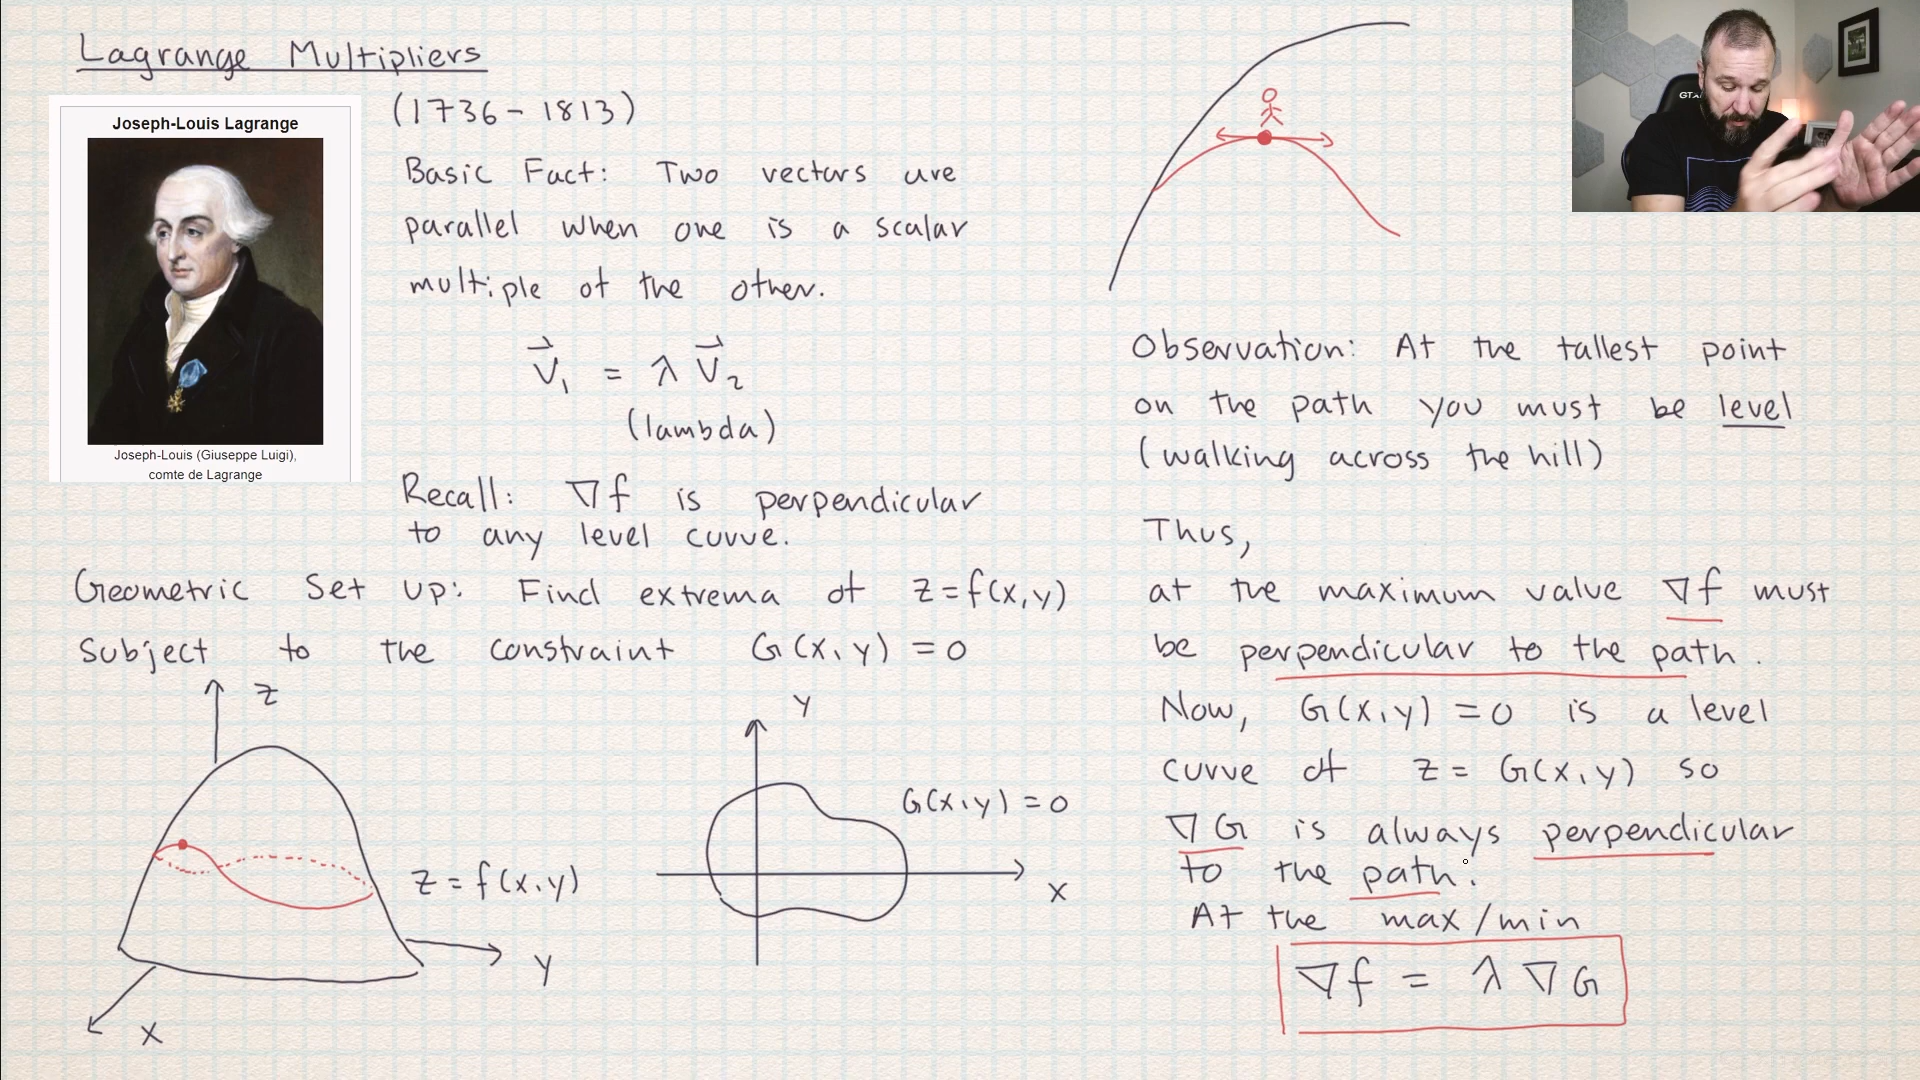 Lagrange Multipliers
Joseph-Louis Lagrange
Joseph-Louis (Giuseppe Luigi),
comte de Lagrange
(1736 - 1813)
Basic Fact: Two vectors are
parallel when one is a scalar
multiple of the other.
V⃗₁ = λ V⃗₂
(lambda)
Recall: ∇f is perpendicular
to any level curve.
Geometric Set up: Find extrema of z = f(x,y)
subject to the constraint G(x,y) = 0
z
z = f(x,y)
y
x
y
G(x,y) = 0
x
Observation: At the tallest point
on the path you must be level
(walking across the hill)
Thus,
at the maximum value ∇f must
be perpendicular to the path.
Now, G(x,y) = 0 is a level
curve of z = G(x,y) so
∇G is always perpendicular
to the path.
At the max/min
∇f = λ∇G